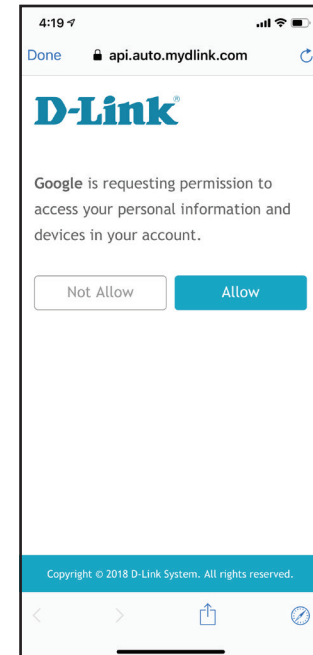 4:19
Done api.auto.mydlink.com
D-Link®
Google is requesting permission to
access your personal information and
devices in your account.
Not Allow Allow
Copyright © 2018 D-Link System. All rights reserved.